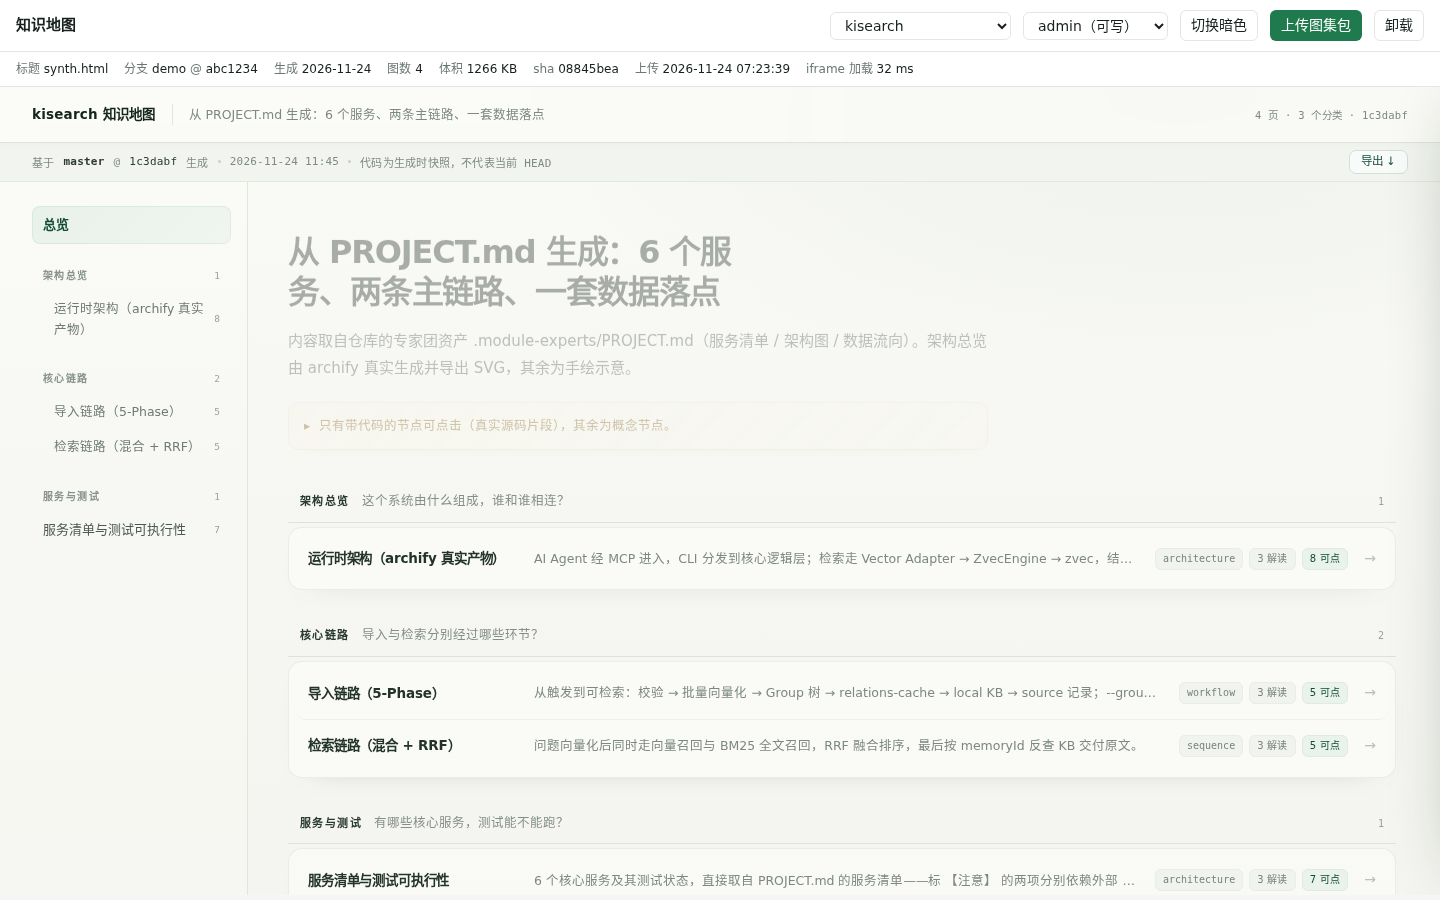 知识地图
kisearch
admin（可写）
切换暗色
上传图集包
卸载
标题 synth.html 分支 demo @ abc1234 生成 2026-11-24 图数 4 体积 1266 KB sha 08845bea 上传 2026-11-24 07:23:39 iframe 加载 32 ms
kisearch 知识地图
从 PROJECT.md 生成：6 个服务、两条主链路、一套数据落点
4 页 · 3 个分类 · 1c3dabf
基于 master @ 1c3dabf 生成 • 2026-11-24 11:45 • 代码为生成时快照，不代表当前 HEAD
导出 ↓
总览
架构总览 1
运行时架构（archify 真实
产物） 8
核心链路 2
导入链路（5-Phase） 5
检索链路（混合 + RRF） 5
服务与测试 1
服务清单与测试可执行性 7
从 PROJECT.md 生成：6 个服
务、两条主链路、一套数据落点
内容取自仓库的专家团资产 .module-experts/PROJECT.md（服务清单 / 架构图 / 数据流向）。架构总览
由 archify 真实生成并导出 SVG，其余为手绘示意。
▸ 只有带代码的节点可点击（真实源码片段），其余为概念节点。
架构总览 这个系统由什么组成，谁和谁相连？ 1
运行时架构（archify 真实产物） AI Agent 经 MCP 进入，CLI 分发到核心逻辑层；检索走 Vector Adapter → ZvecEngine → zvec，结… architecture 3 解读 8 可点 →
核心链路 导入与检索分别经过哪些环节？ 2
导入链路（5-Phase） 从触发到可检索：校验 → 批量向量化 → Group 树 → relations-cache → local KB → source 记录；--grou… workflow 3 解读 5 可点 →
检索链路（混合 + RRF） 问题向量化后同时走向量召回与 BM25 全文召回，RRF 融合排序，最后按 memoryId 反查 KB 交付原文。 sequence 3 解读 5 可点 →
服务与测试 有哪些核心服务，测试能不能跑？ 1
服务清单与测试可执行性 6 个核心服务及其测试状态，直接取自 PROJECT.md 的服务清单——标 【注意】 的两项分别依赖外部 … architecture 3 解读 7 可点 →